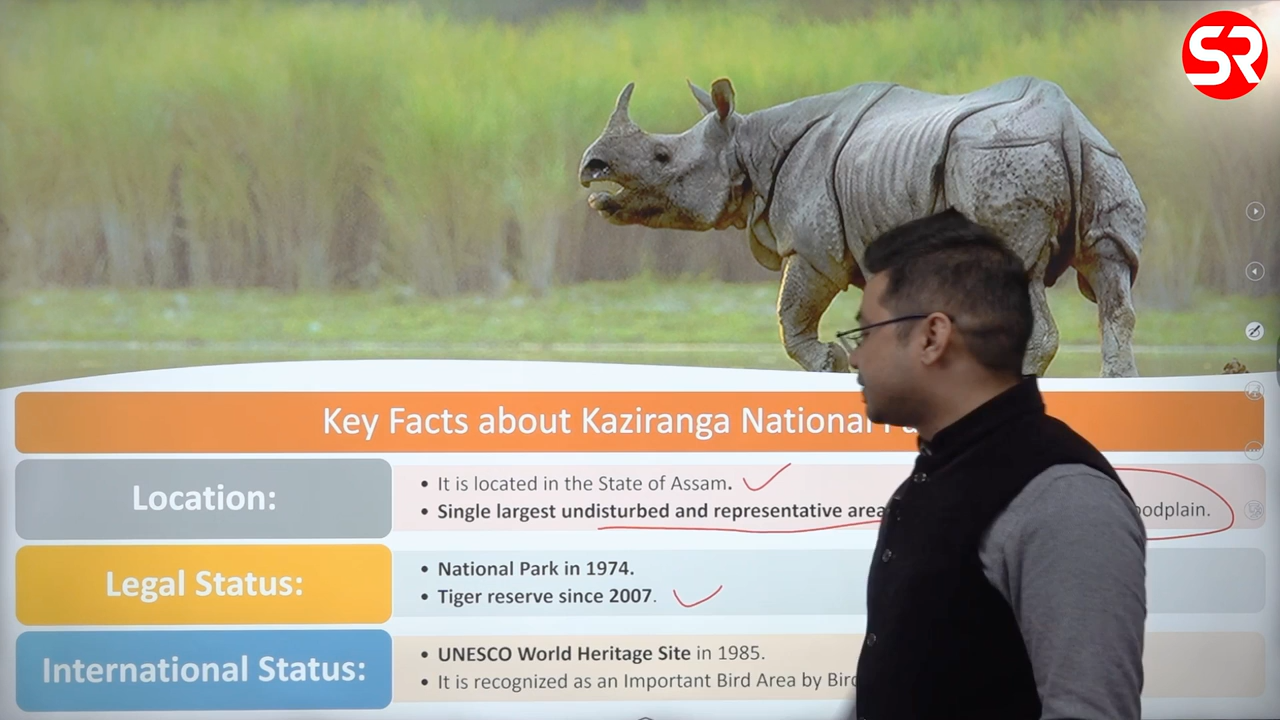 SR
Key Facts about Kaziranga National
Location:
• It is located in the State of Assam.
• Single largest undisturbed and representative area
Legal Status:
• National Park in 1974.
• Tiger reserve since 2007.
International Status:
• UNESCO World Heritage Site in 1985.
• It is recognized as an Important Bird Area by